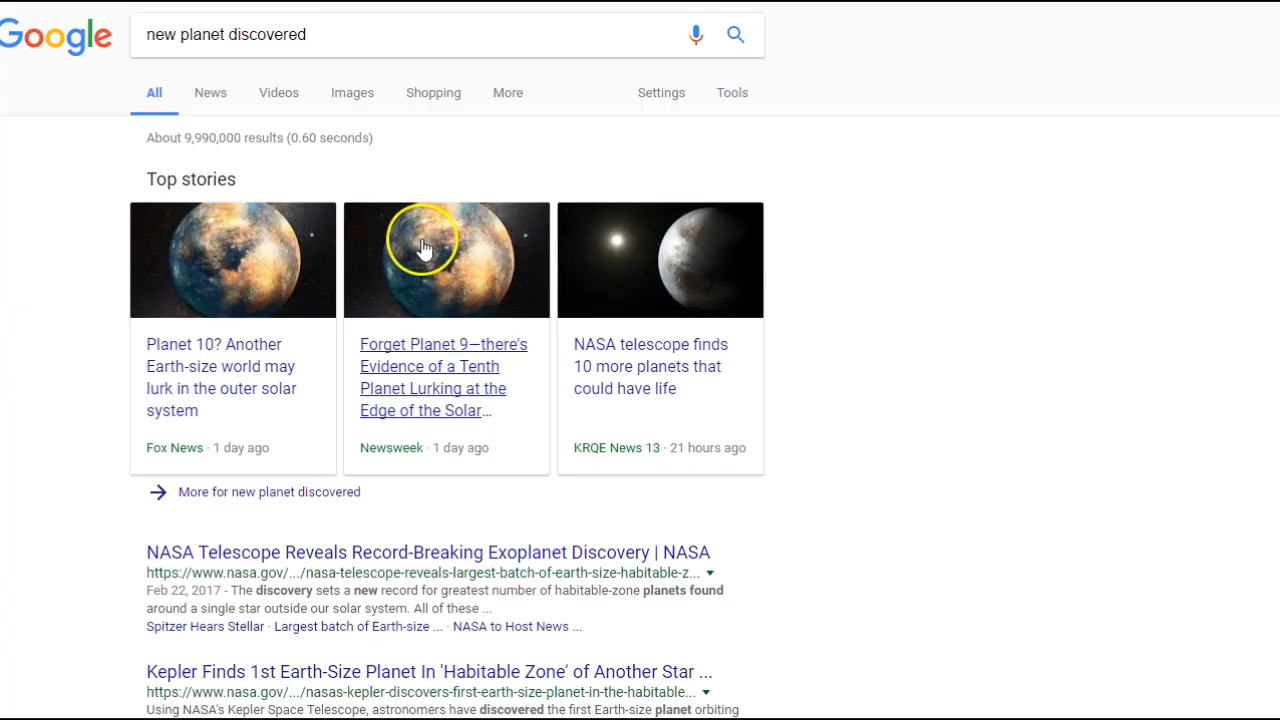 Google
new planet discovered
All News Videos Images Shopping More Settings Tools
About 9,990,000 results (0.60 seconds)
Top stories
Planet 10? Another
Earth-size world may
lurk in the outer solar
system
Fox News · 1 day ago
Forget Planet 9—there's
Evidence of a Tenth
Planet Lurking at the
Edge of the Solar...
Newsweek · 1 day ago
NASA telescope finds
10 more planets that
could have life
KRQE News 13 · 21 hours ago
More for new planet discovered
NASA Telescope Reveals Record-Breaking Exoplanet Discovery | NASA
https://www.nasa.gov/.../nasa-telescope-reveals-largest-batch-of-earth-size-habitable-z...
Feb 22, 2017 - The discovery sets a new record for greatest number of habitable-zone planets found
around a single star outside our solar system. All of these ...
Spitzer Hears Stellar · Largest batch of Earth-size ... · NASA to Host News ...
Kepler Finds 1st Earth-Size Planet In 'Habitable Zone' of Another Star ...
https://www.nasa.gov/.../nasas-kepler-discovers-first-earth-size-planet-in-the-habitable...
Using NASA's Kepler Space Telescope, astronomers have discovered the first Earth-size planet orbiting